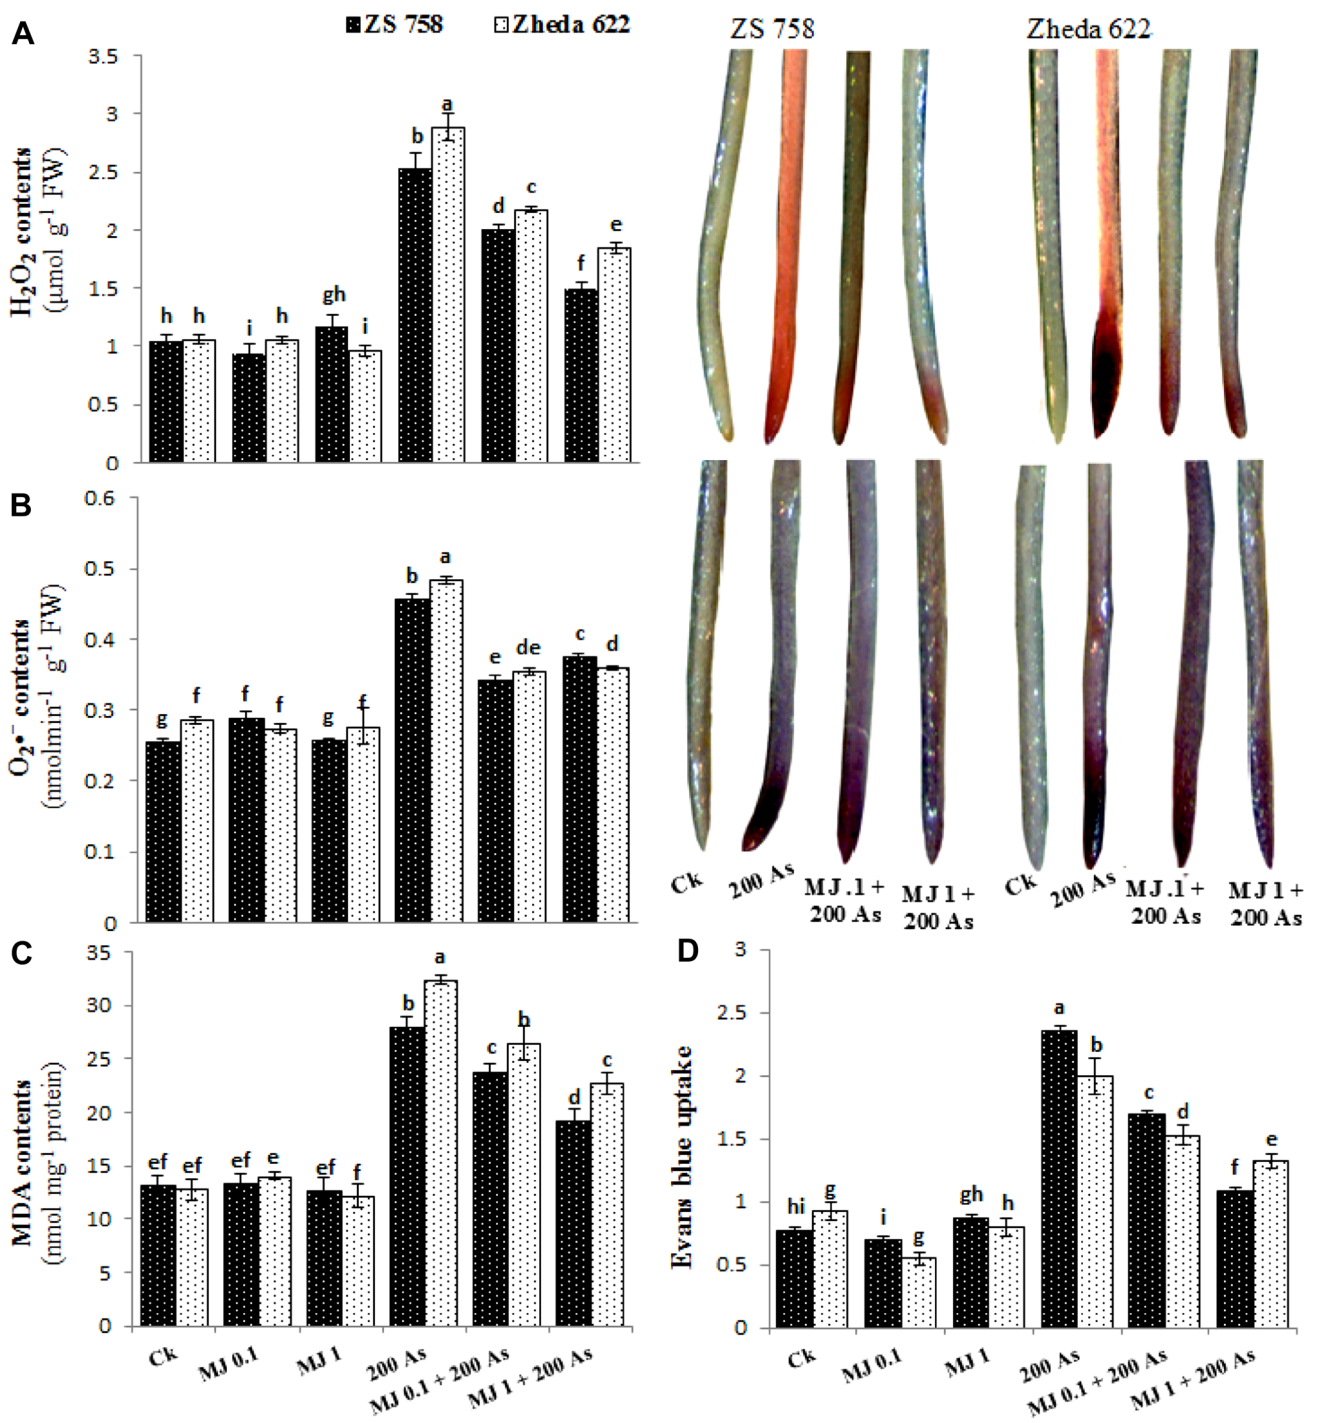 A
ZS 758 Zheda 622
ZS 758
Zheda 622
H2O2 contents
(µmol g-1 FW)
3.5
3
2.5
2
1.5
1
0.5
0
h h i h gh i b a d c f e
B
O2•− contents
(nmolmin-1 g-1 FW)
0.6
0.5
0.4
0.3
0.2
0.1
0
g f f f g f b a e de c d
Ck
200 As
MJ .1 +
200 As
MJ 1 +
200 As
Ck
200 As
MJ .1 +
200 As
MJ 1 +
200 As
C
MDA contents
(nmol mg-1 protein)
35
30
25
20
15
10
5
0
ef ef ef e ef f b a c b d c
Ck
MJ 0.1
MJ 1
200 As
MJ 0.1 + 200 As
MJ 1 + 200 As
D
Evans blue uptake
3
2.5
2
1.5
1
0.5
0
hi g i g gh h a b c d f e
Ck
MJ 0.1
MJ 1
200 As
MJ 0.1 + 200 As
MJ 1 + 200 As